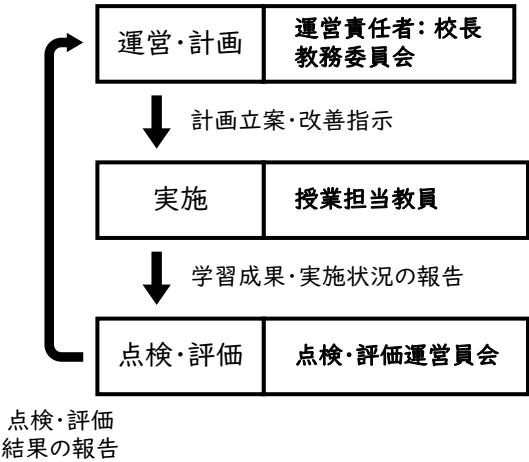 運営・計画
運営責任者：校長
教務委員会
計画立案・改善指示
実施
授業担当教員
学習成果・実施状況の報告
点検・評価
点検・評価運営員会
点検・評価
結果の報告